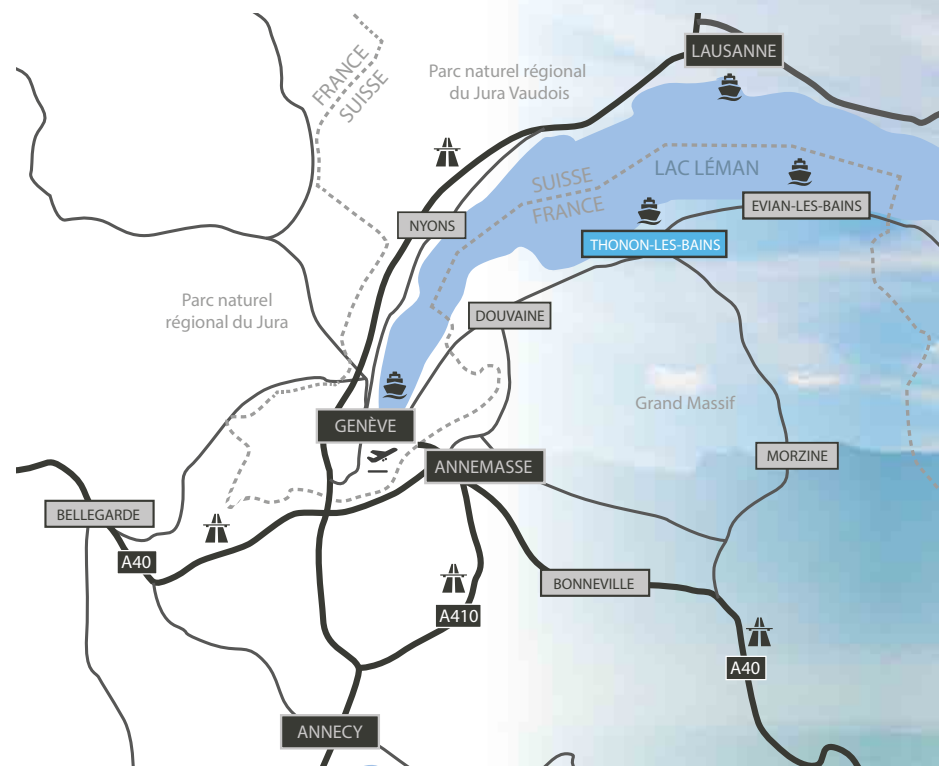 LAUSANNE
FRANCE
SUISSE
Parc naturel régional
du Jura Vaudois
LAC LÉMAN
SUISSE
FRANCE
EVIAN-LES-BAINS
NYONS
THONON-LES-BAINS
Parc naturel
régional du Jura
DOUVAINE
Grand Massif
GENÈVE
MORZINE
ANNEMASSE
BELLEGARDE
A40
BONNEVILLE
A410
A40
ANNECY